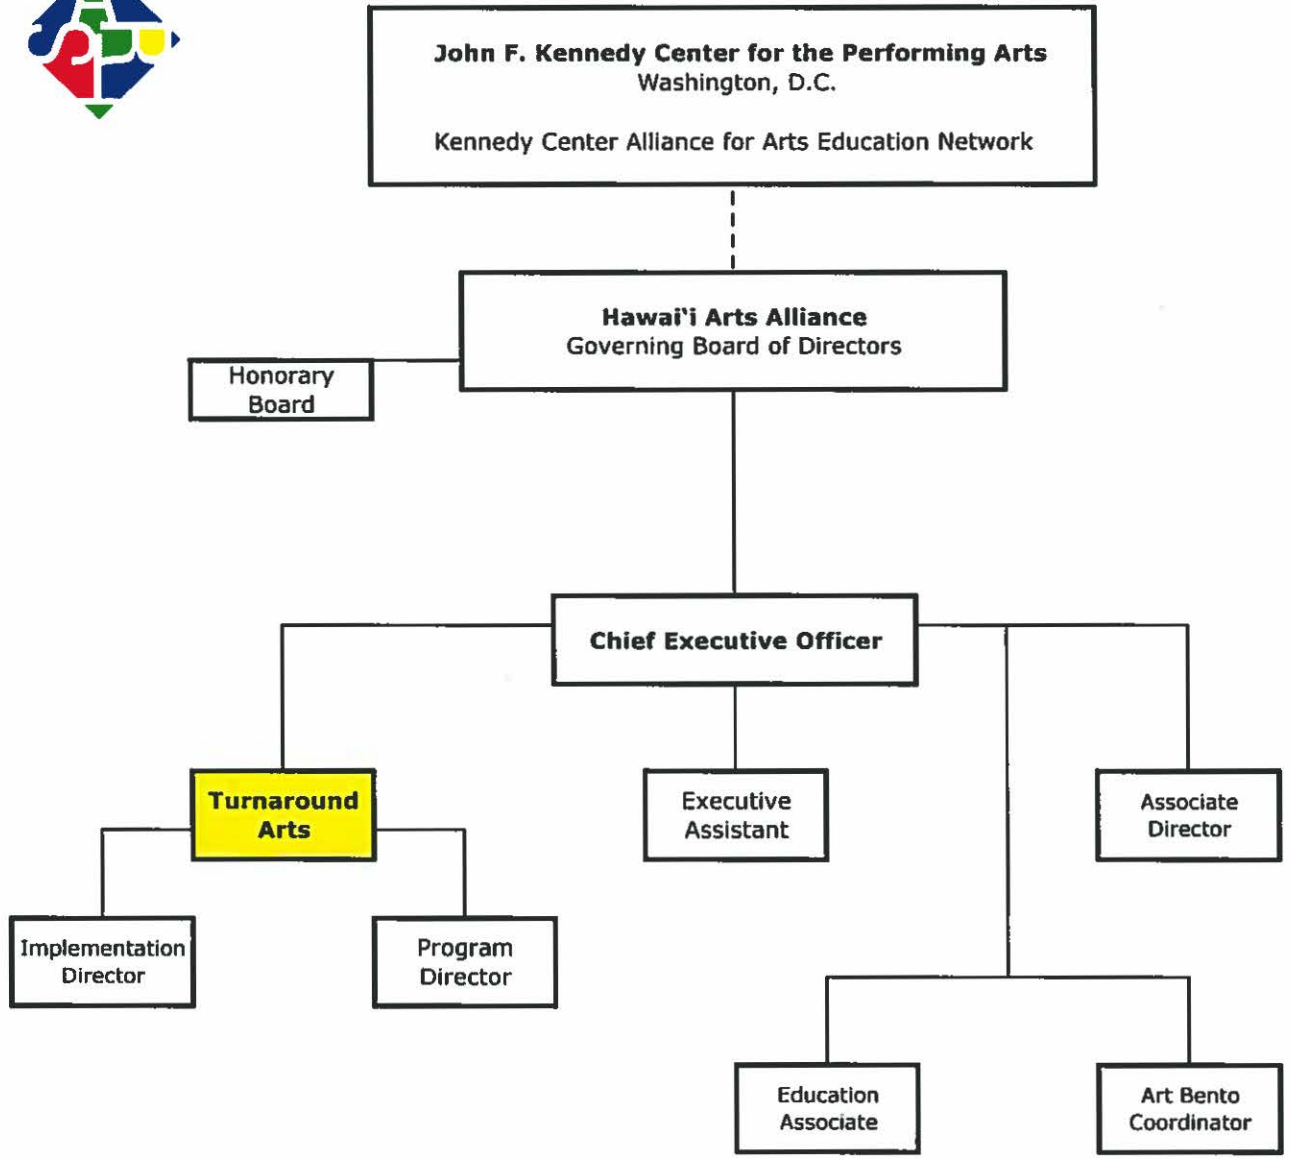 John F. Kennedy Center for the Performing Arts
Washington, D.C.
Kennedy Center Alliance for Arts Education Network
Hawai‘i Arts Alliance
Governing Board of Directors
Honorary
Board
Chief Executive Officer
Turnaround
Arts
Executive
Assistant
Associate
Director
Implementation
Director
Program
Director
Education
Associate
Art Bento
Coordinator